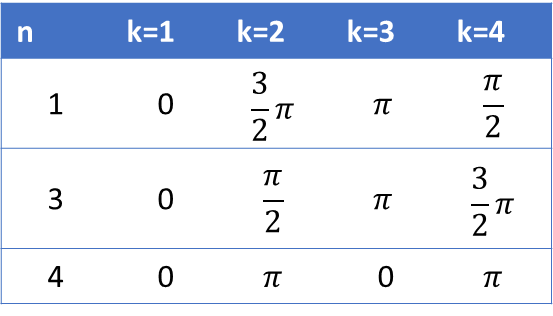 n k=1 k=2 k=3 k=4
1 0 3/2 π π π/2
3 0 π/2 π 3/2 π
4 0 π 0 π